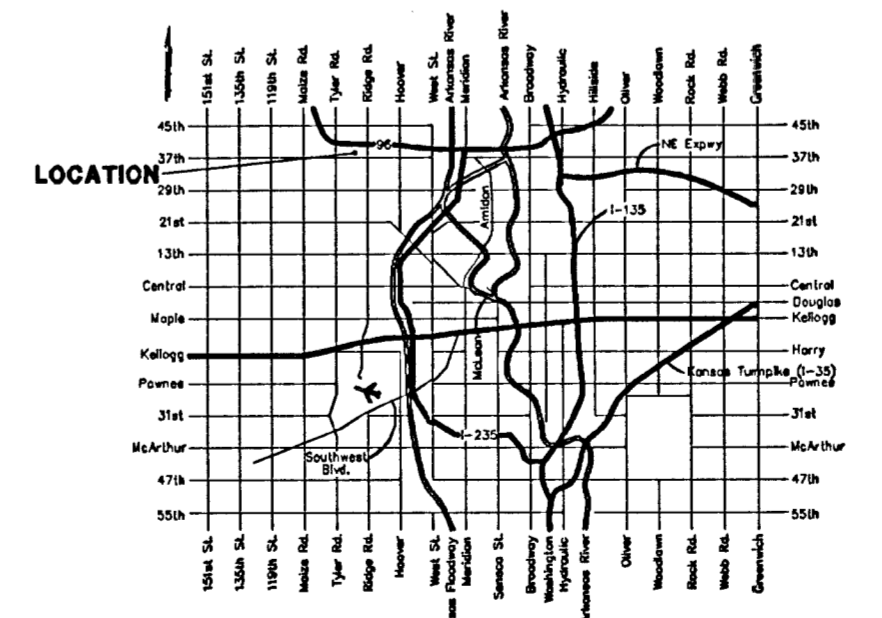 151st St.
135th St.
119th St.
Maize Rd.
Tyler Rd.
Ridge Rd.
Hoover
West St.
Arkansas River
Meridian
Arkansas River
Broadway
Hydraulic
Hillside
Oliver
Woodlawn
Rock Rd.
Webb Rd.
Greenwich
45th
37th
29th
21st
13th
Central
Maple
Kellogg
Pawnee
31st
McArthur
47th
55th
LOCATION
96
NE Expwy
I-135
Amidon
McLean
Kansas Turnpike (I-35)
I-235
Southwest
Blvd.
45th
37th
29th
21st
13th
Central
Douglas
Kellogg
Harry
Pawnee
31st
McArthur
47th
55th
151st St.
135th St.
119th St.
Maize Rd.
Tyler Rd.
Ridge Rd.
Hoover
West St.
sas Floodway
Meridian
Seneca St.
Broadway
Washington
Hydraulic
rkansas River
Oliver
Woodlawn
Rock Rd.
Webb Rd.
Greenwich